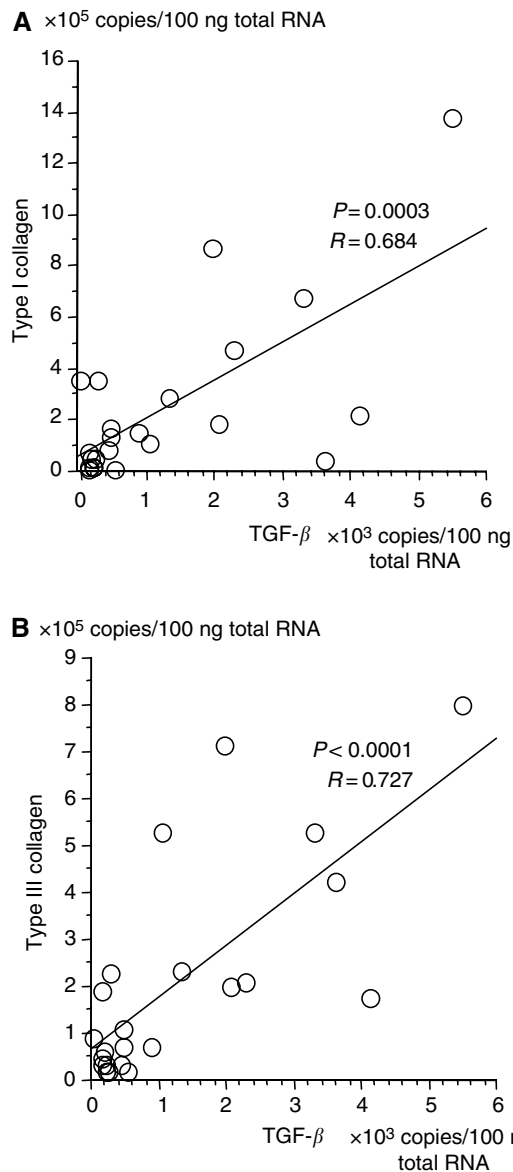 A ×10⁵ copies/100 ng total RNA
16
14
12
10
8
6
4
2
0
Type I collagen
P=0.0003
R=0.684
0 1 2 3 4 5 6
TGF-β ×10³ copies/100 ng
total RNA
B ×10⁵ copies/100 ng total RNA
9
8
7
6
5
4
3
2
1
0
Type III collagen
P<0.0001
R=0.727
0 1 2 3 4 5 6
TGF-β ×10³ copies/100
total RNA